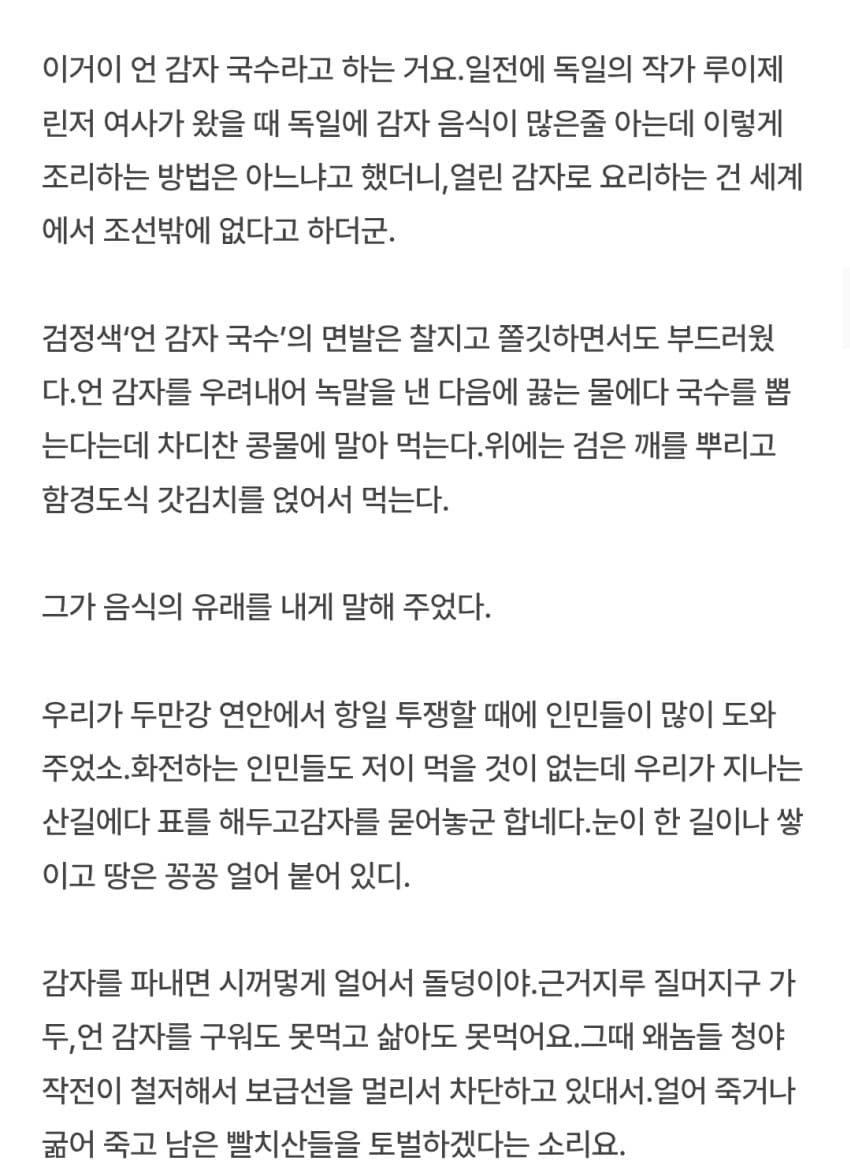 이거이 언 감자 국수라고 하는 거요.일전에 독일의 작가 루이제
린저 여사가 왔을 때 독일에 감자 음식이 많은줄 아는데 이렇게
조리하는 방법은 아느냐고 했더니,얼린 감자로 요리하는 건 세계
에서 조선밖에 없다고 하더군.
검정색‘언 감자 국수’의 면발은 찰지고 쫄깃하면서도 부드러웠
다.언 감자를 우려내어 녹말을 낸 다음에 끓는 물에다 국수를 뽑
는다는데 차디찬 콩물에 말아 먹는다.위에는 검은 깨를 뿌리고
함경도식 갓김치를 얹어서 먹는다.
그가 음식의 유래를 내게 말해 주었다.
우리가 두만강 연안에서 항일 투쟁할 때에 인민들이 많이 도와
주었소.화전하는 인민들도 저이 먹을 것이 없는데 우리가 지나는
산길에다 표를 해두고감자를 묻어놓군 합네다.눈이 한 길이나 쌓
이고 땅은 꽁꽁 얼어 붙어 있디.
감자를 파내면 시꺼멓게 얼어서 돌덩이야.근거지루 질머지구 가
두,언 감자를 구워도 못먹고 삶아도 못먹어요.그때 왜놈들 청야
작전이 철저해서 보급선을 멀리서 차단하고 있대서.얼어 죽거나
굶어 죽고 남은 빨치산들을 토벌하겠다는 소리요.